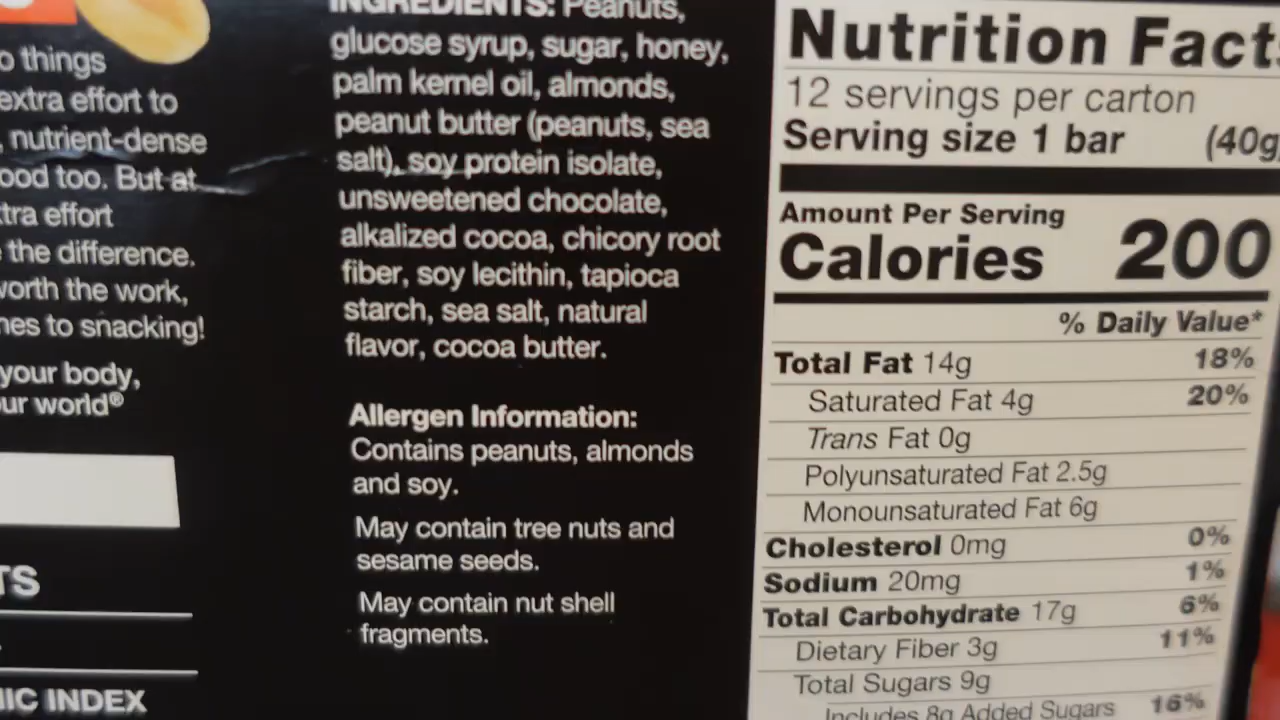 o things
extra effort to
, nutrient-dense
ood too. But at
tra effort
the difference.
worth the work,
mes to snacking!
your body,
ur world®
TS
IC INDEX
INGREDIENTS: Peanuts,
glucose syrup, sugar, honey,
palm kernel oil, almonds,
peanut butter (peanuts, sea
salt), soy protein isolate,
unsweetened chocolate,
alkalized cocoa, chicory root
fiber, soy lecithin, tapioca
starch, sea salt, natural
flavor, cocoa butter.
Allergen Information:
Contains peanuts, almonds
and soy.
May contain tree nuts and
sesame seeds.
May contain nut shell
fragments.
Nutrition Facts
12 servings per carton
Serving size 1 bar (40g
Amount Per Serving
Calories 200
% Daily Value*
Total Fat 14g 18%
Saturated Fat 4g 20%
Trans Fat 0g
Polyunsaturated Fat 2.5g
Monounsaturated Fat 6g
Cholesterol 0mg 0%
Sodium 20mg 1%
Total Carbohydrate 17g 6%
Dietary Fiber 3g 11%
Total Sugars 9g
Includes 8g Added Sugars 16%